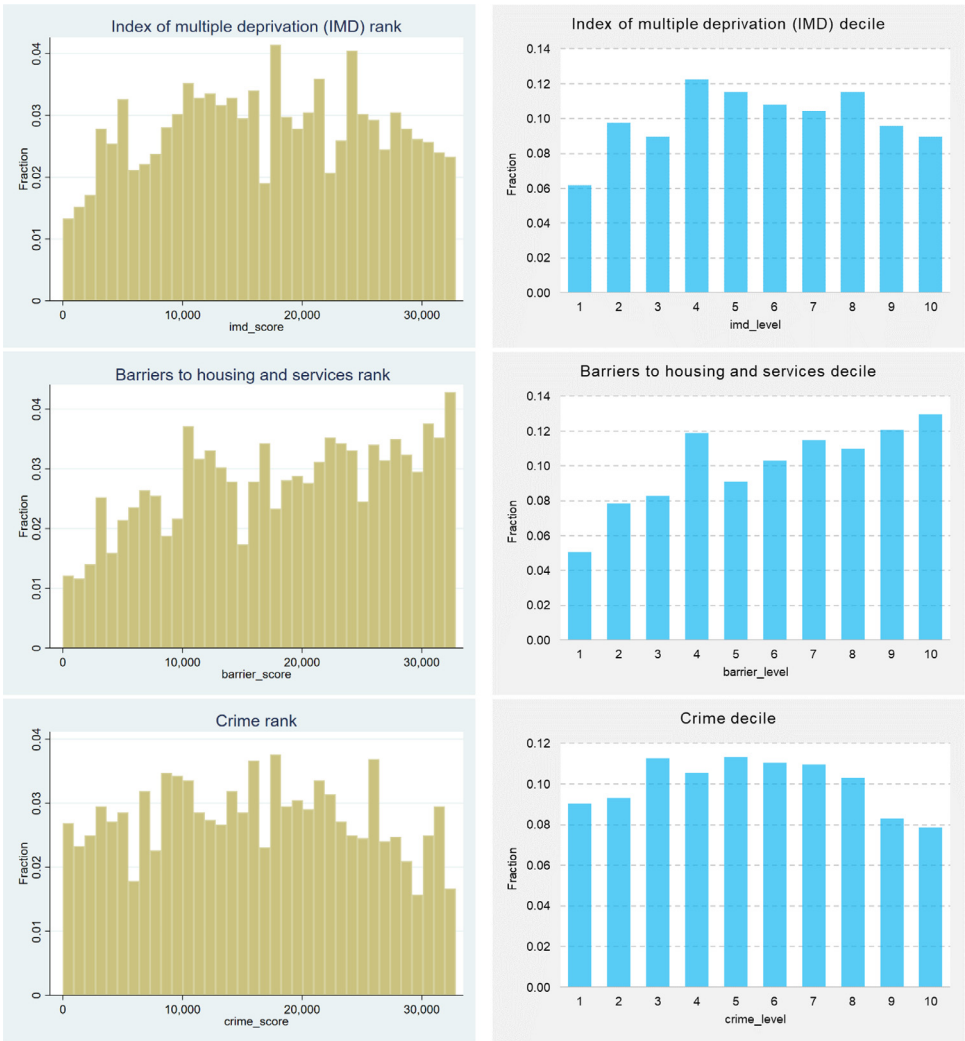 Index of multiple deprivation (IMD) rank
Fraction
0.04
0.03
0.02
0.01
0
0 10,000 20,000 30,000
imd_score
Index of multiple deprivation (IMD) decile
Fraction
0.14
0.12
0.10
0.08
0.06
0.04
0.02
0.00
1 2 3 4 5 6 7 8 9 10
imd_level
Barriers to housing and services rank
Fraction
0.04
0.03
0.02
0.01
0
0 10,000 20,000 30,000
barrier_score
Barriers to housing and services decile
Fraction
0.14
0.12
0.10
0.08
0.06
0.04
0.02
0.00
1 2 3 4 5 6 7 8 9 10
barrier_level
Crime rank
Fraction
0.04
0.03
0.02
0.01
0
0 10,000 20,000 30,000
crime_score
Crime decile
Fraction
0.12
0.10
0.08
0.06
0.04
0.02
0.00
1 2 3 4 5 6 7 8 9 10
crime_level